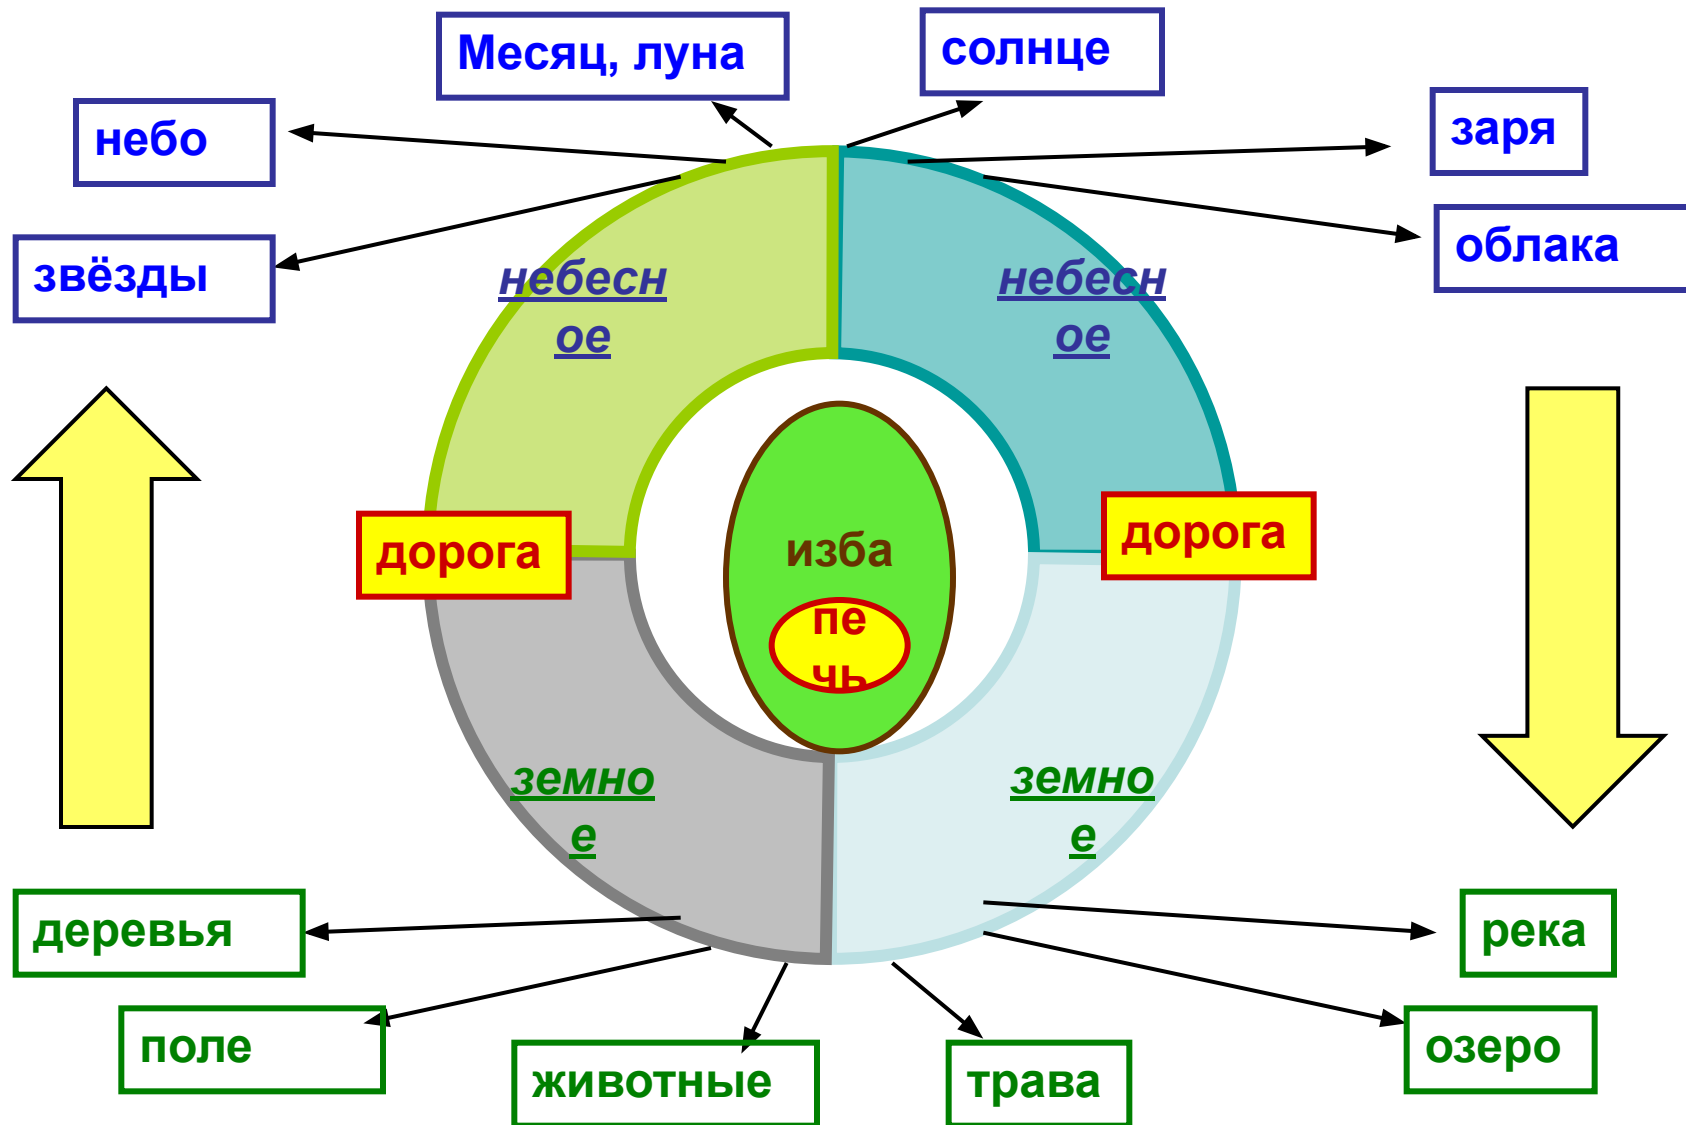 Месяц, луна
солнце
небо
заря
звёзды
облака
небесн
ое
небесн
ое
дорога
дорога
изба
пе
чь
земно
е
земно
е
деревья
река
поле
озеро
животные
трава